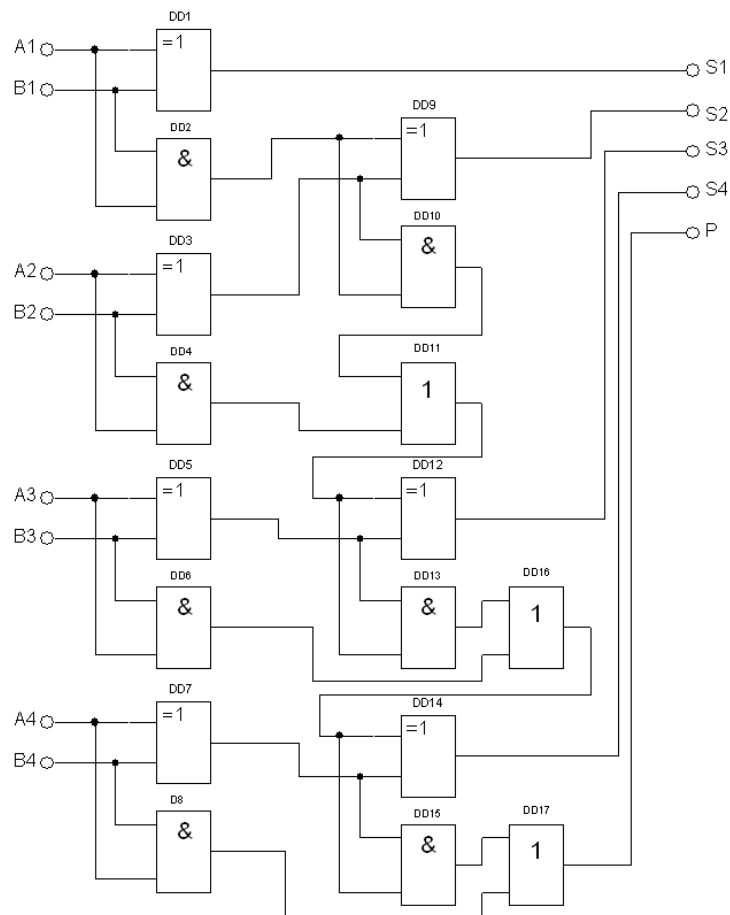 DD1
A1
=1
B1
S1
DD2
&
DD9
=1
S2
S3
S4
P
DD3
A2
=1
B2
DD10
&
DD4
&
DD11
1
DD5
A3
=1
B3
DD12
=1
DD6
&
DD13
&
DD16
1
DD7
A4
=1
B4
DD14
=1
D8
&
DD15
&
DD17
1